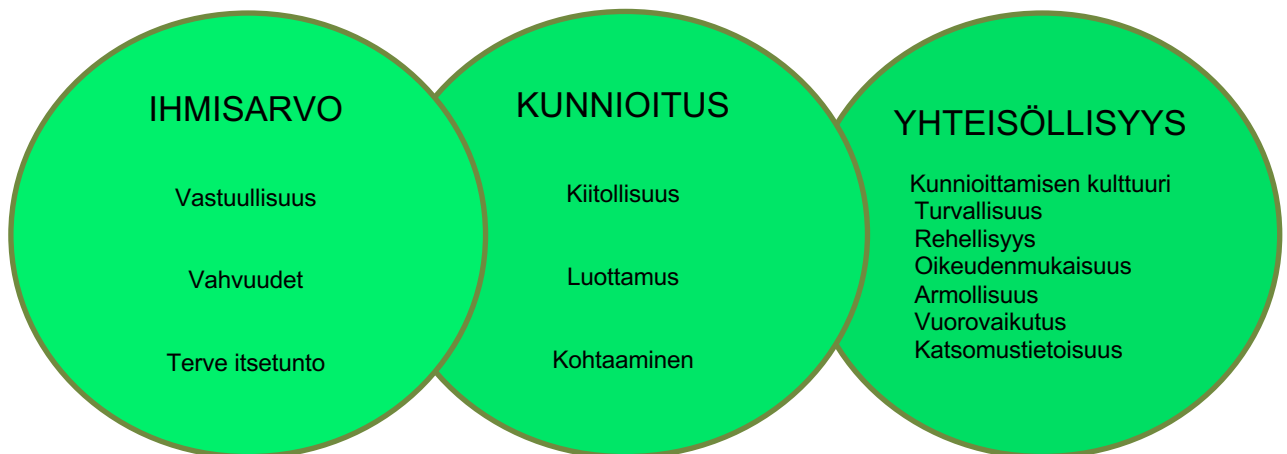 IHMISARVO
Vastuullisuus
Vahvuudet
Terve itsetunto
KUNNIOITUS
Kiitollisuus
Luottamus
Kohtaaminen
YHTEISÖLLISYYS
Kunnioittamisen kulttuuri
Turvallisuus
Rehellisyys
Oikeudenmukaisuus
Armollisuus
Vuorovaikutus
Katsomustietoisuus